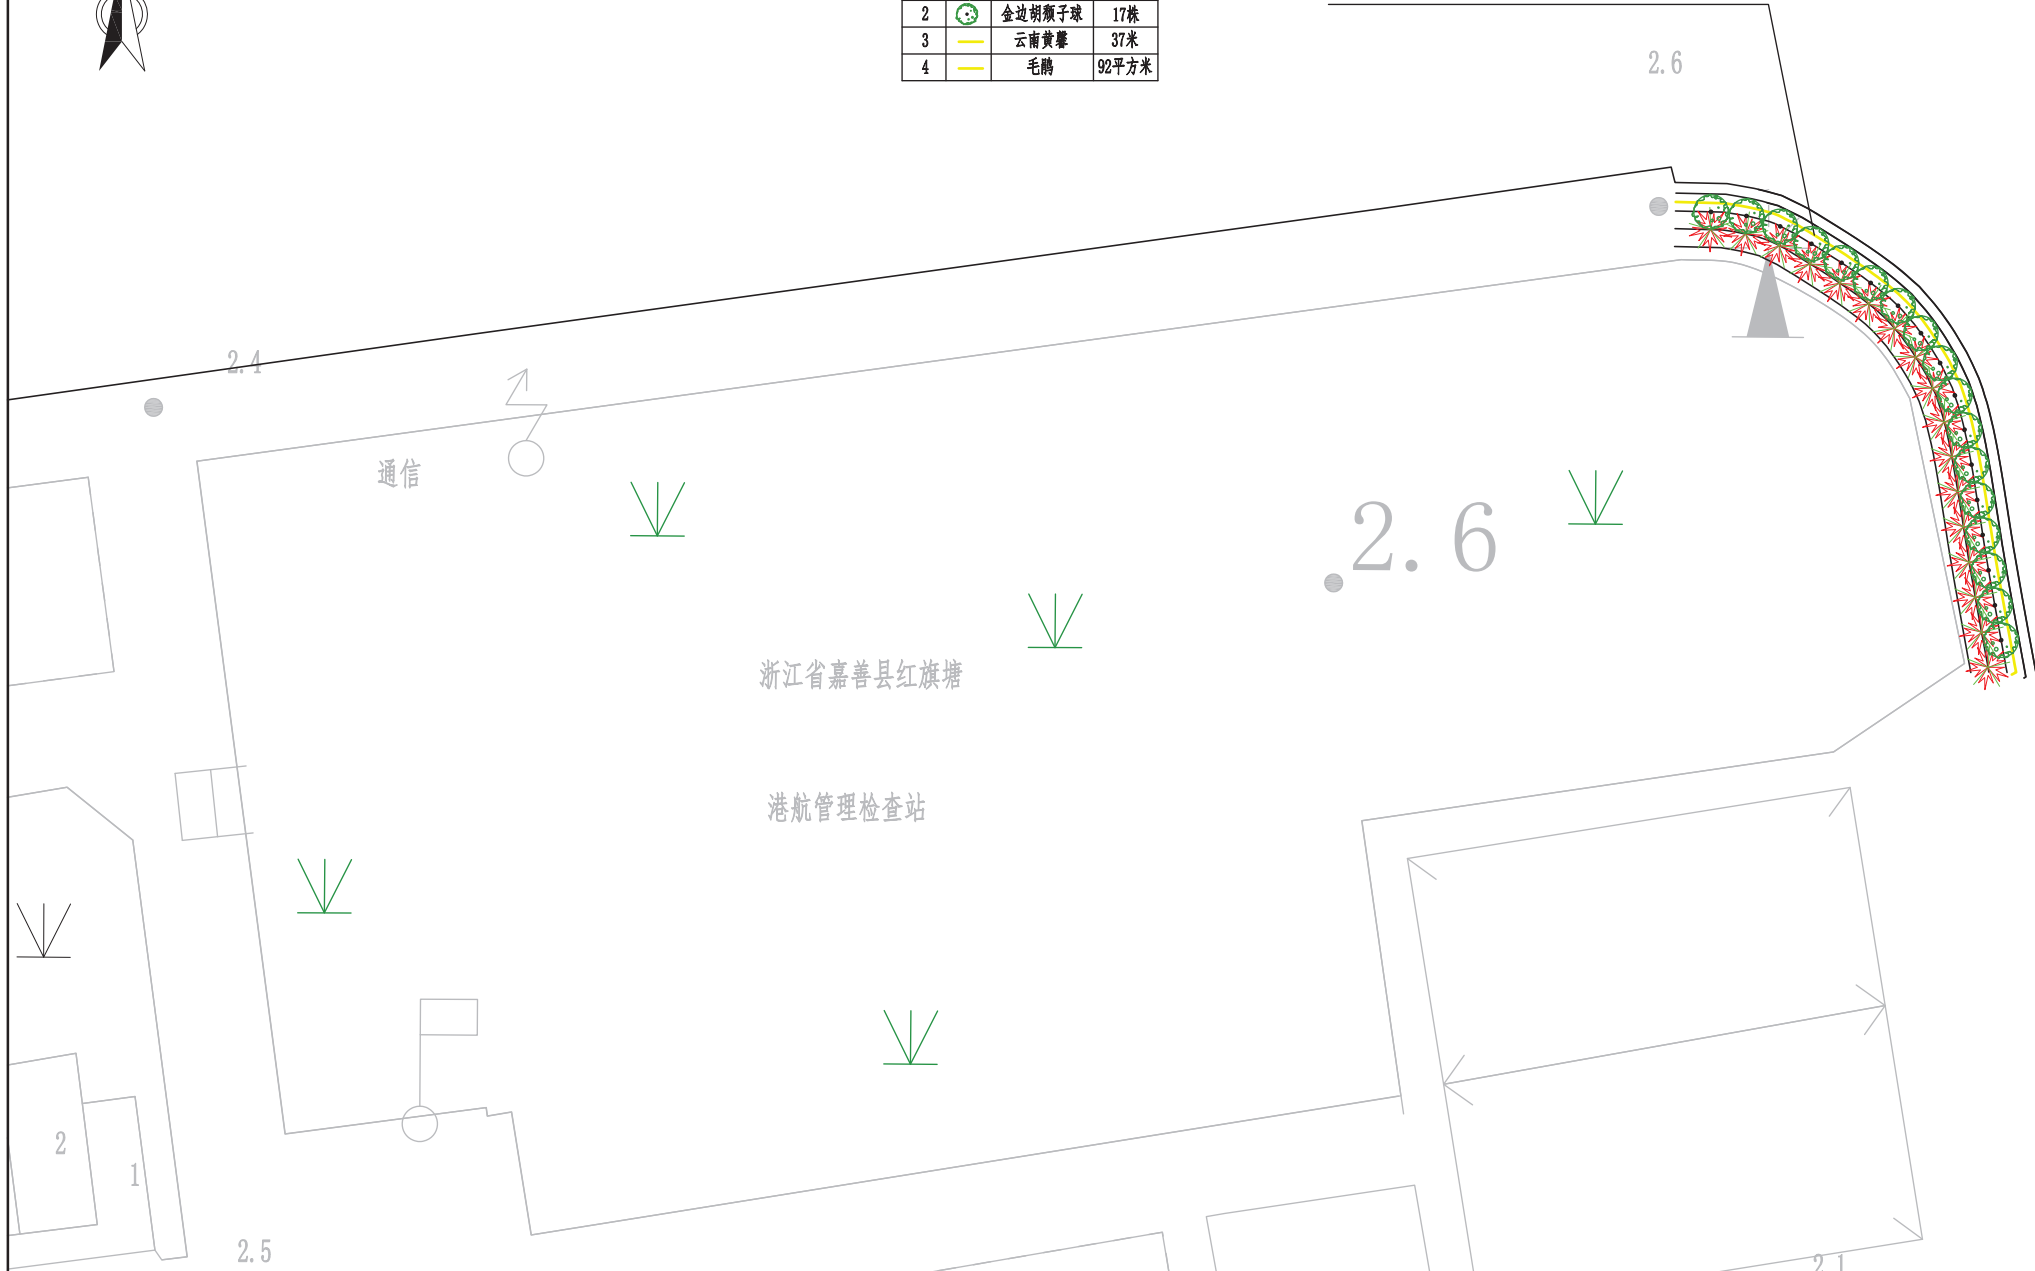 2 金边胡颓子球 17株
3 云南黄馨 37米
4 毛鹃 92平方米
2.6
2.4
通信
2.6
浙江省嘉善县红旗塘
港航管理检查站
2
1
2.5
2.1